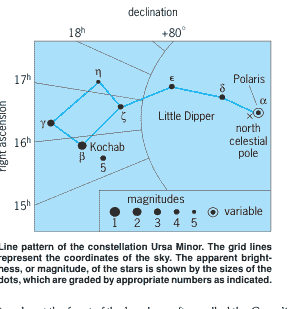 declination
18h +80°
17h
16h
15h
right ascension
η
ε
Polaris
δ
α
ζ
γ
Little Dipper
×
north
celestial
pole
β
Kochab
5
magnitudes
1 2 3 4 5 variable
Line pattern of the constellation Ursa Minor. The grid lines
represent the coordinates of the sky. The apparent bright-
ness, or magnitude, of the stars is shown by the sizes of the
dots, which are graded by appropriate numbers as indicated.